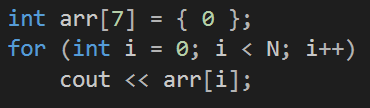 int arr[7] = { 0 };
for (int i = 0; i < N; i++)
    cout << arr[i];